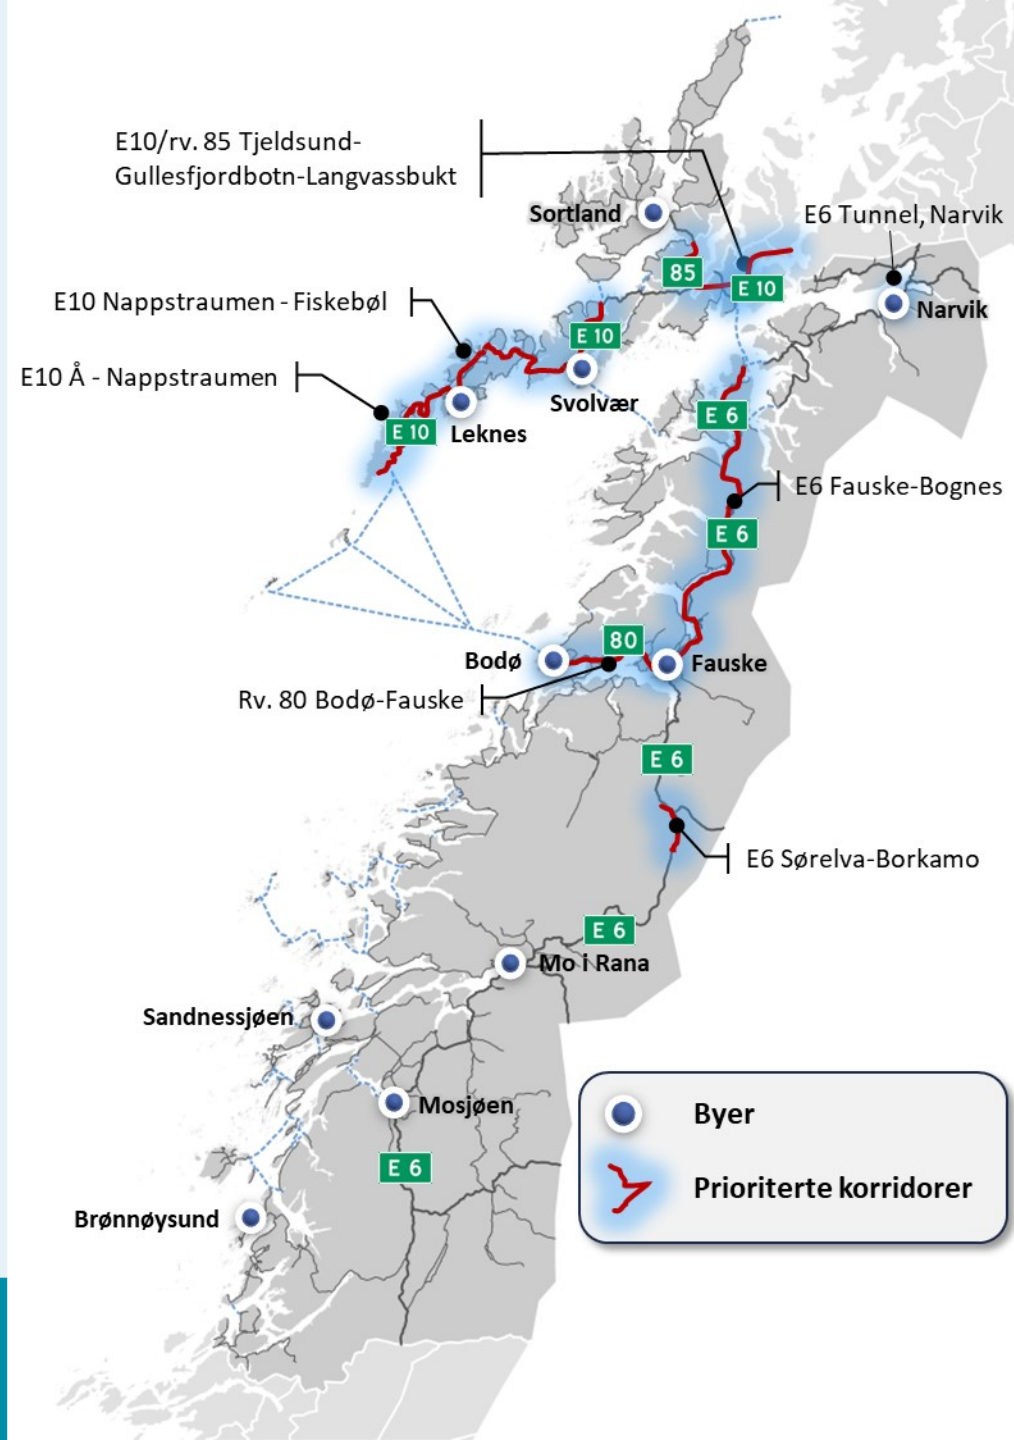 E10/rv. 85 Tjeldsund-
Gullesfjordbotn-Langvassbukt
Sortland
E6 Tunnel, Narvik
85
E 10
E10 Nappstraumen - Fiskebøl
Narvik
E 10
E10 Å - Nappstraumen
Svolvær
E 6
E 10
Leknes
E6 Fauske-Bognes
E 6
80
Bodø
Fauske
Rv. 80 Bodø-Fauske
E 6
E6 Sørelva-Borkamo
E 6
Mo i Rana
Sandnessjøen
Mosjøen
Byer
E 6
Prioriterte korridorer
Brønnøysund